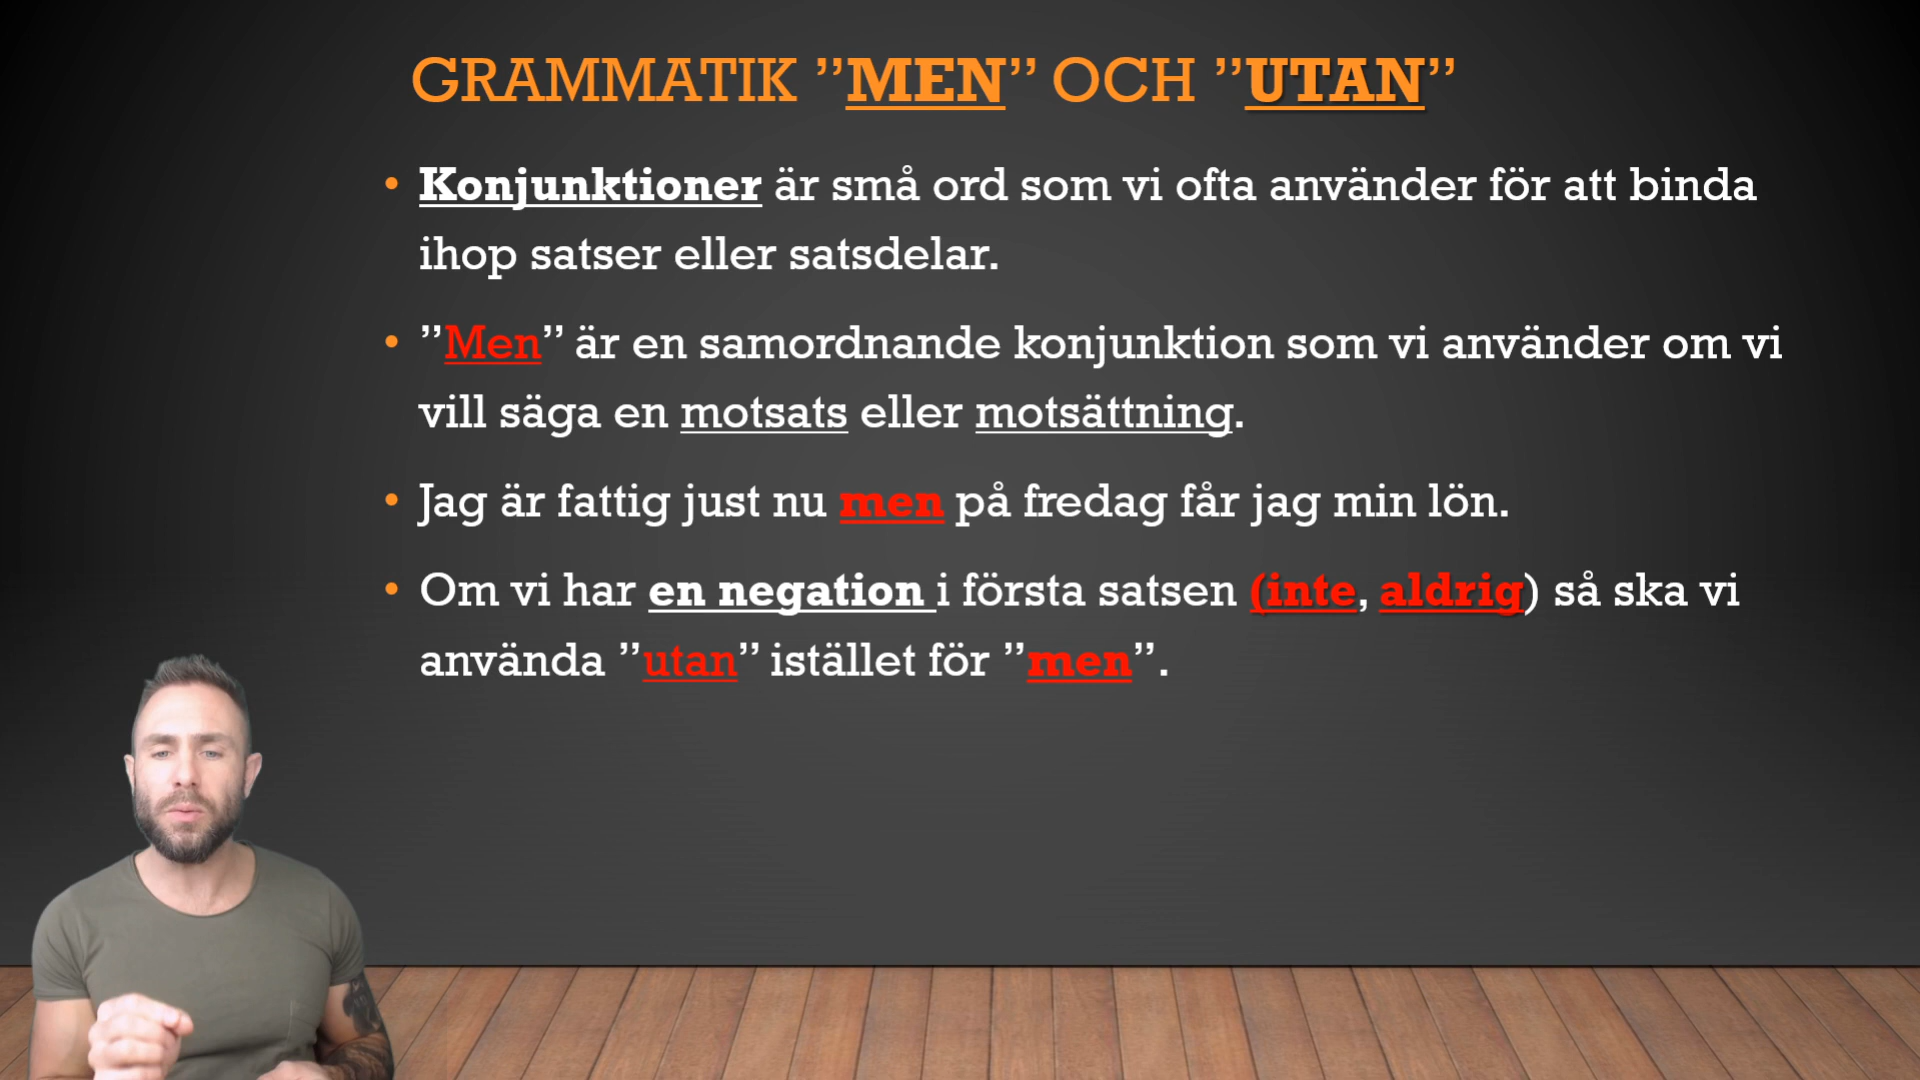 GRAMMATIK ”MEN” OCH ”UTAN”
• Konjunktioner är små ord som vi ofta använder för att binda
ihop satser eller satsdelar.
• ”Men” är en samordnande konjunktion som vi använder om vi
vill säga en motsats eller motsättning.
• Jag är fattig just nu men på fredag får jag min lön.
• Om vi har en negation i första satsen (inte, aldrig) så ska vi
använda ”utan” istället för ”men”.